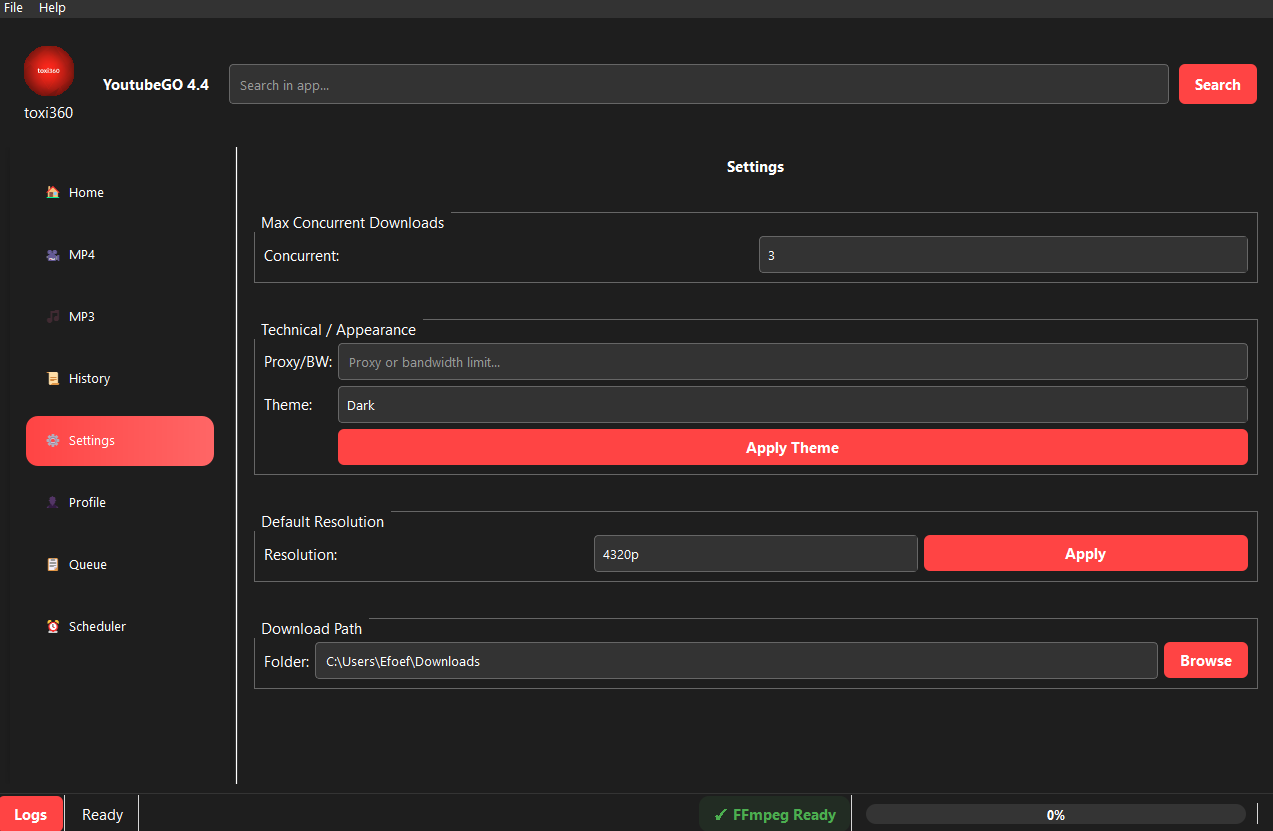 File Help
toxi360
toxi360
YoutubeGO 4.4
Search in app...
Search
Home
MP4
MP3
History
Settings
Profile
Queue
Scheduler
Settings
Max Concurrent Downloads
Concurrent:
3
Technical / Appearance
Proxy/BW:
Proxy or bandwidth limit...
Theme:
Dark
Apply Theme
Default Resolution
Resolution:
4320p
Apply
Download Path
Folder:
C:\Users\Efoef\Downloads
Browse
Logs
Ready
✓ FFmpeg Ready
0%